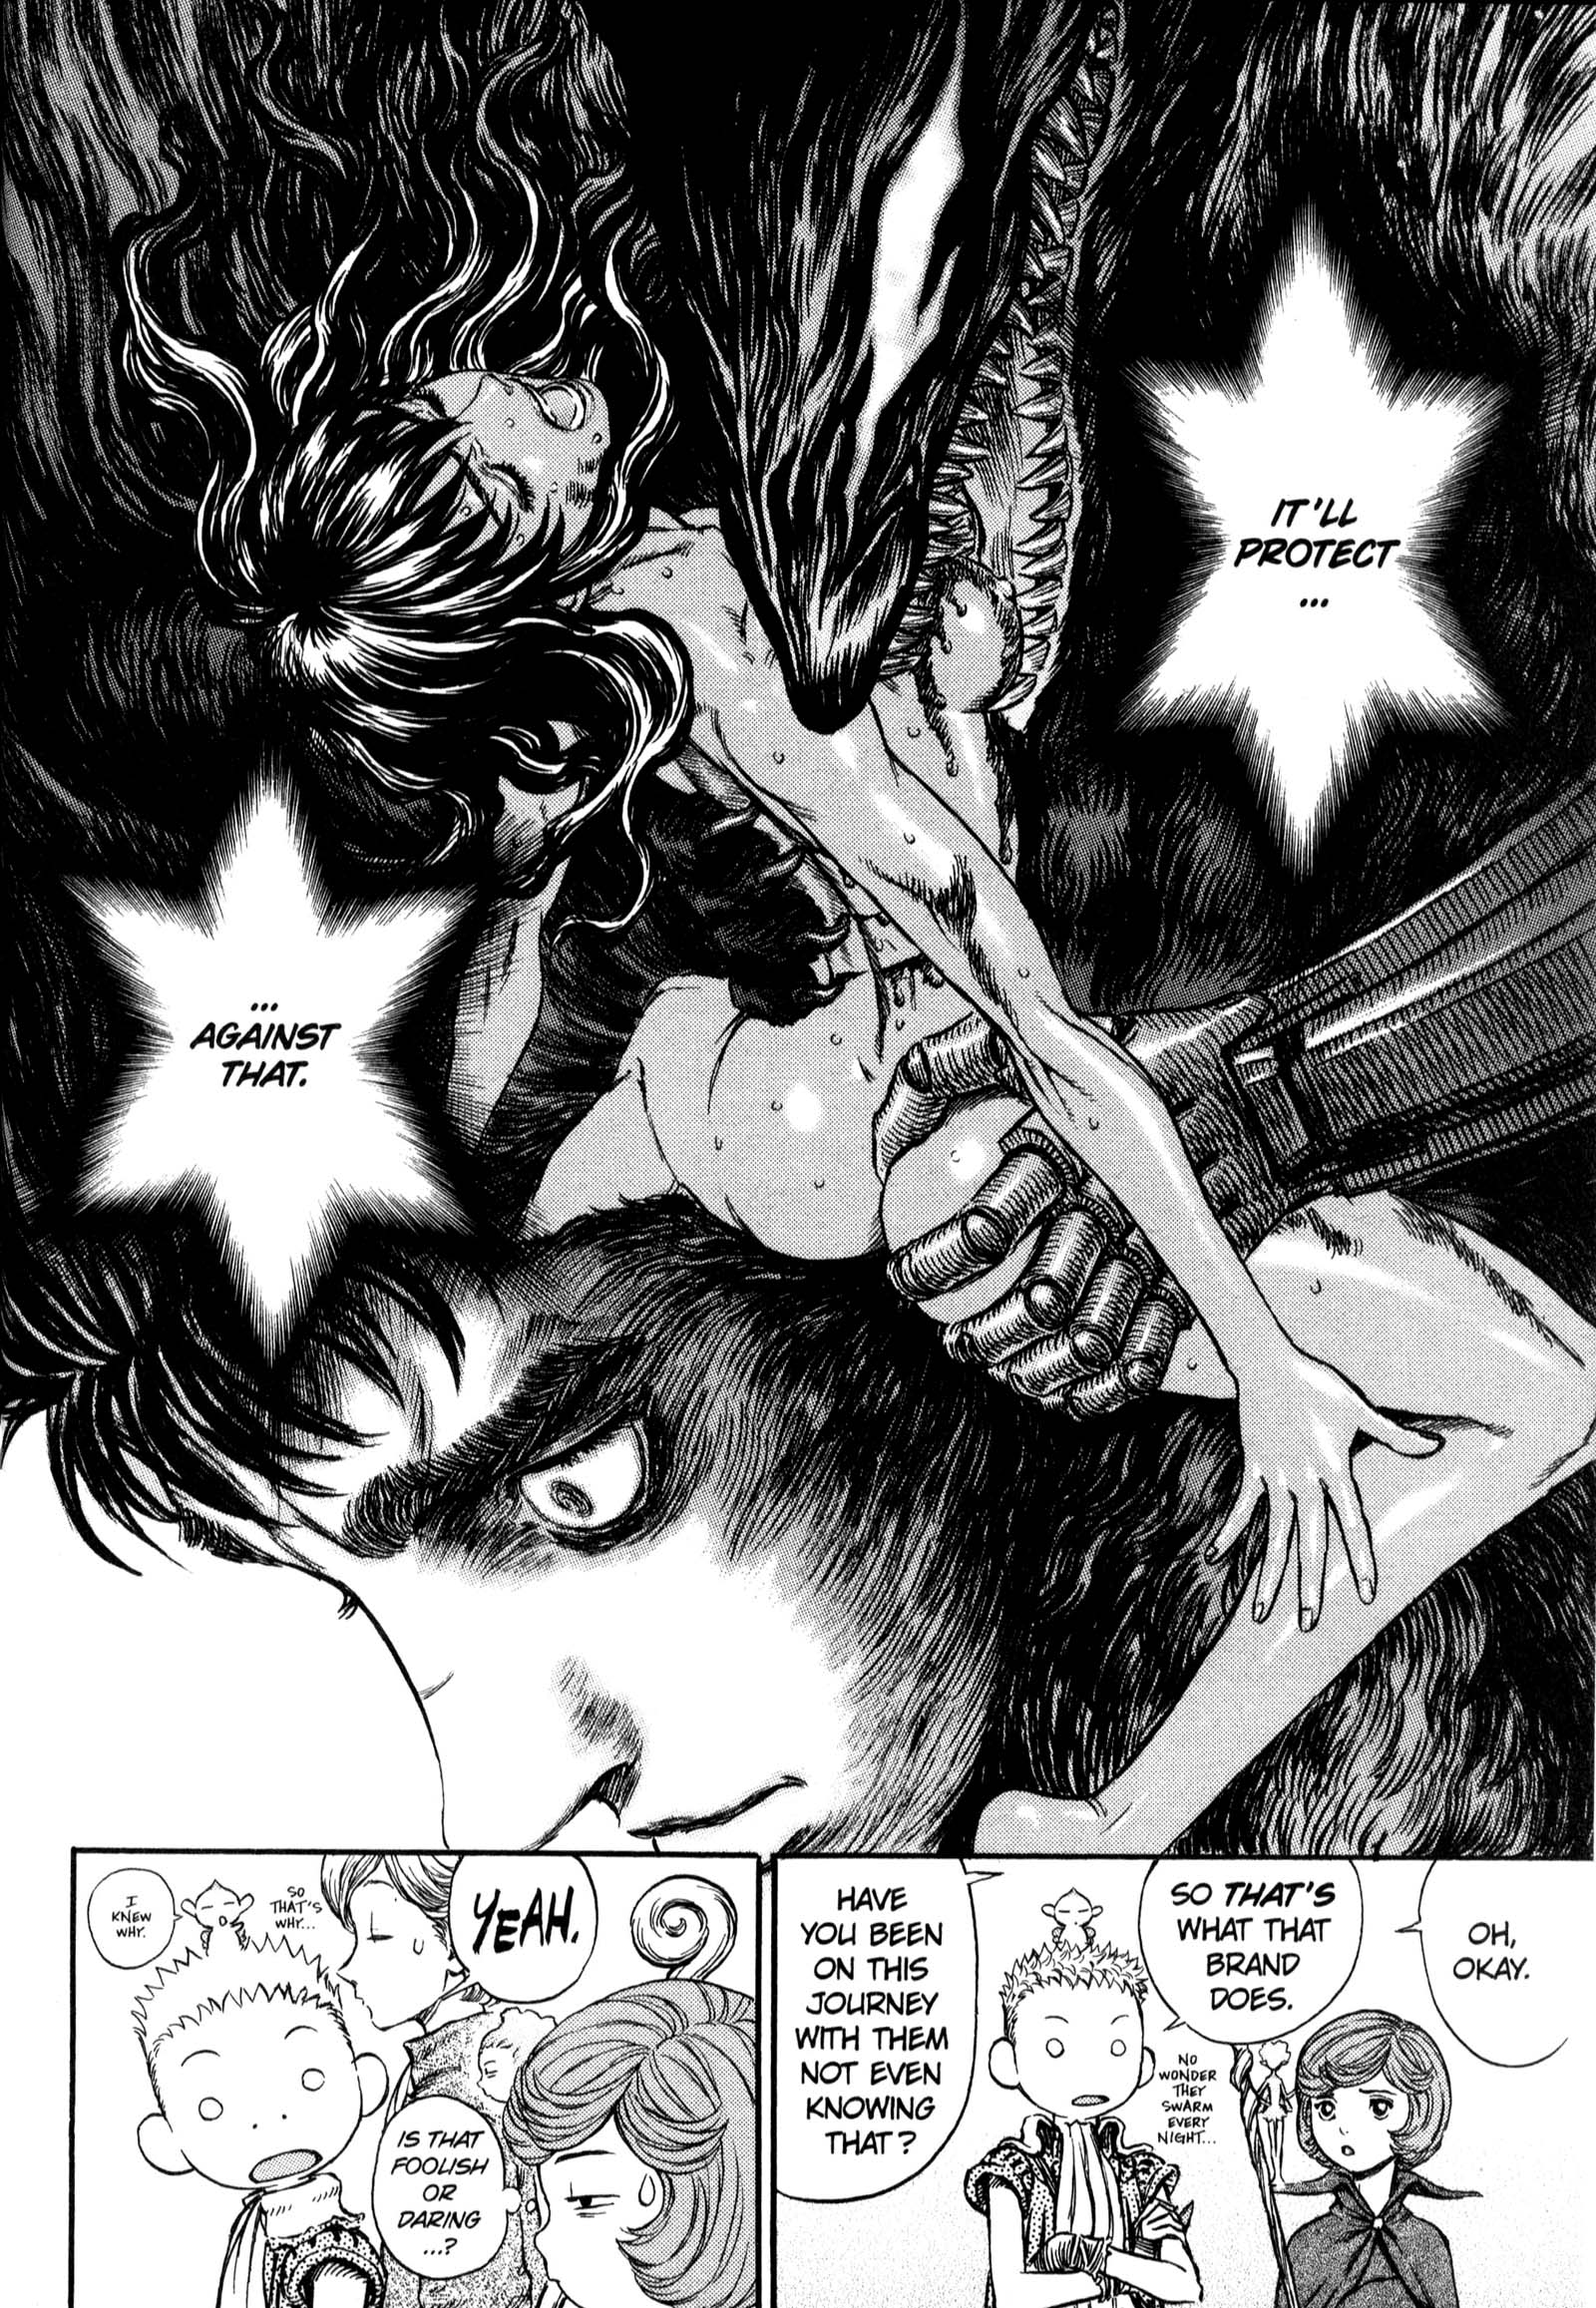 IT'LL
PROTECT
...
...
AGAINST
THAT.
OH,
OKAY.
SO THAT'S
WHAT THAT
BRAND
DOES.
NO
WONDER
THEY
SWARM
EVERY
NIGHT...
HAVE
YOU BEEN
ON THIS
JOURNEY
WITH THEM
NOT EVEN
KNOWING
THAT?
YEAH.
SO
THAT'S
WHY...
I
KNEW
WHY.
IS THAT
FOOLISH
OR
DARING
...?